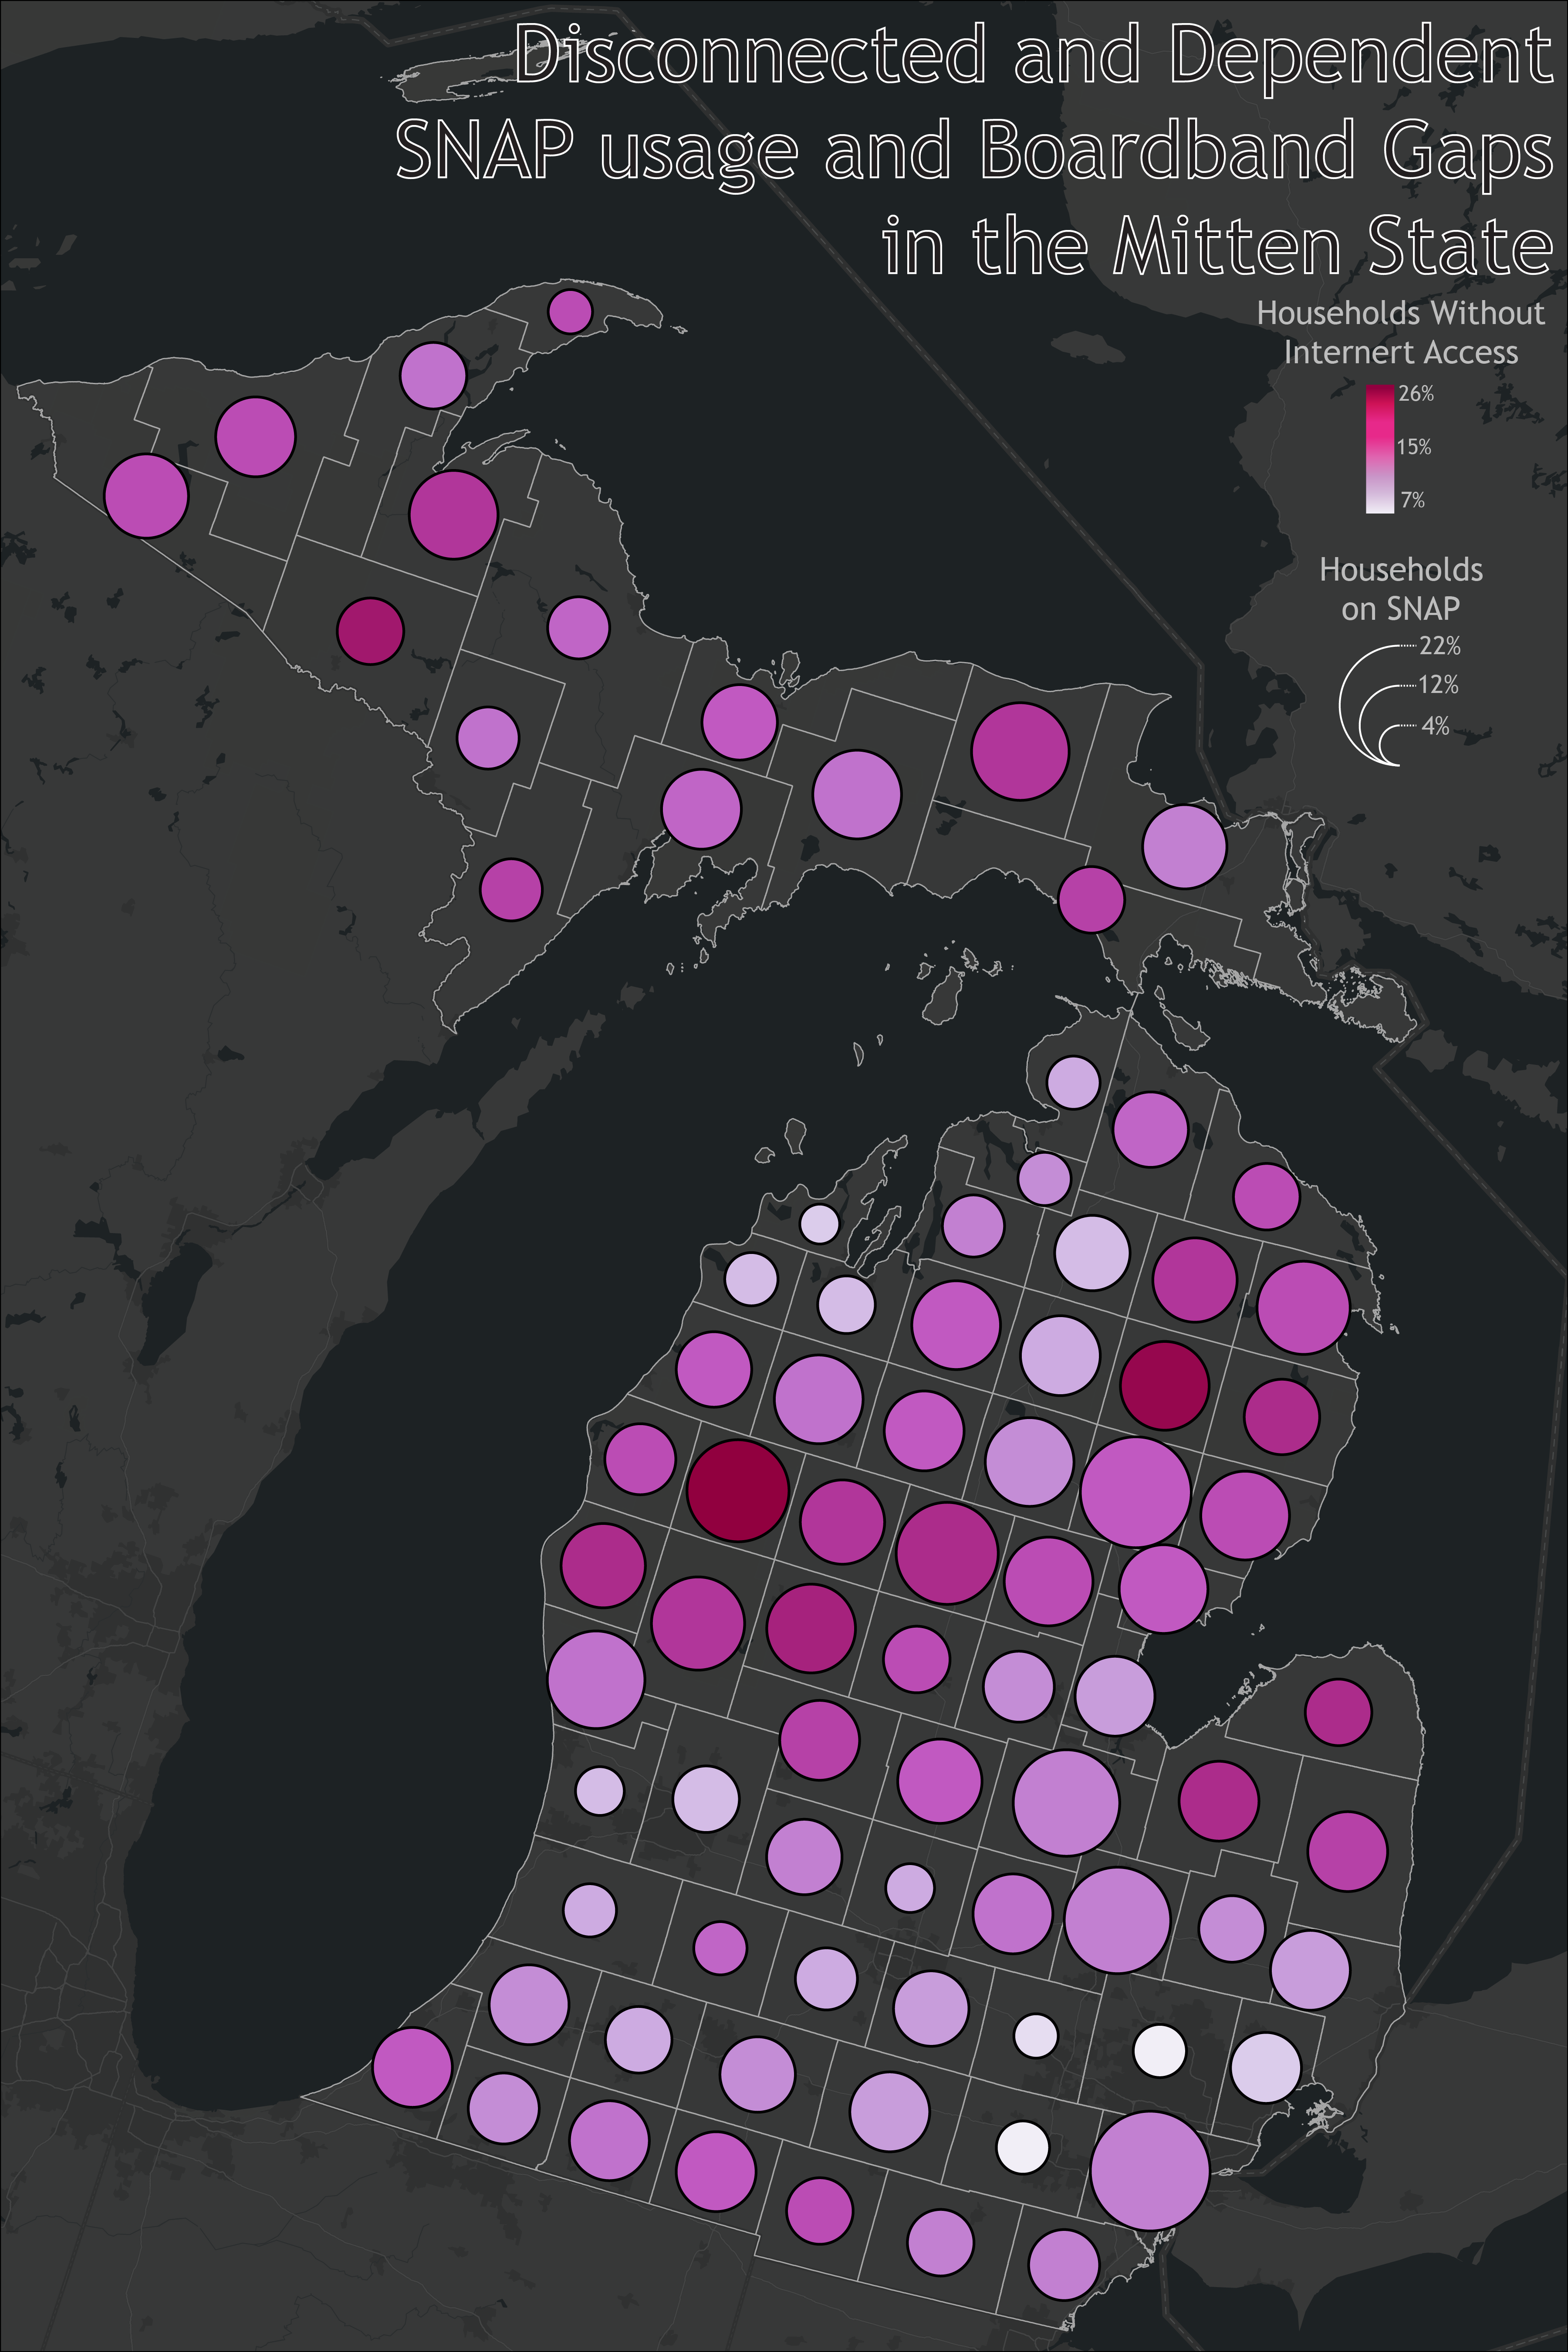 Disconnected and Dependent
SNAP usage and Boardband Gaps
in the Mitten State
Households Without
Internert Access
26%
15%
7%
Households
on SNAP
22%
12%
4%